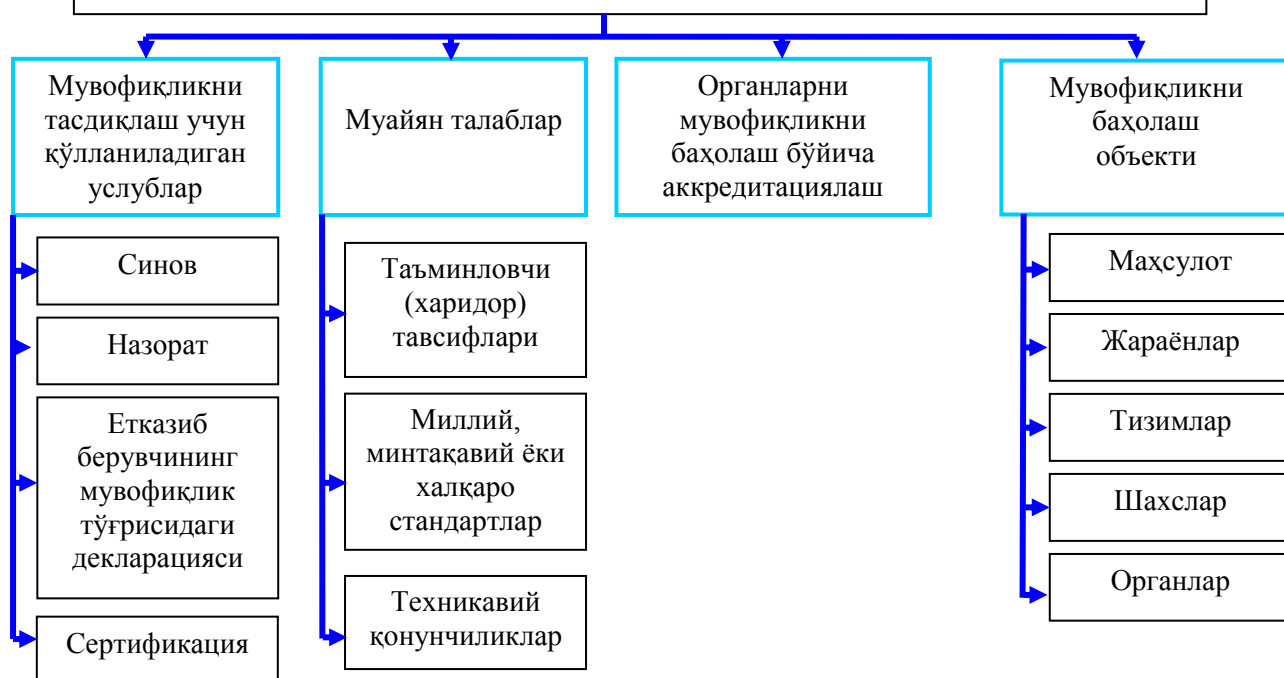 Мувофиқликни
тасдиқлаш учун
қўлланиладиган
услублар
Муайян талаблар
Органларни
мувофиқликни
баҳолаш бўйича
аккредитациялаш
Мувофиқликни
баҳолаш
объекти
Синов
Назорат
Етказиб
берувчининг
мувофиқлик
тўғрисидаги
декларацияси
Сертификация
Таъминловчи
(харидор)
тавсифлари
Миллий,
минтақавий ёки
халқаро
стандартлар
Техникавий
қонунчиликлар
Маҳсулот
Жараёнлар
Тизимлар
Шахслар
Органлар